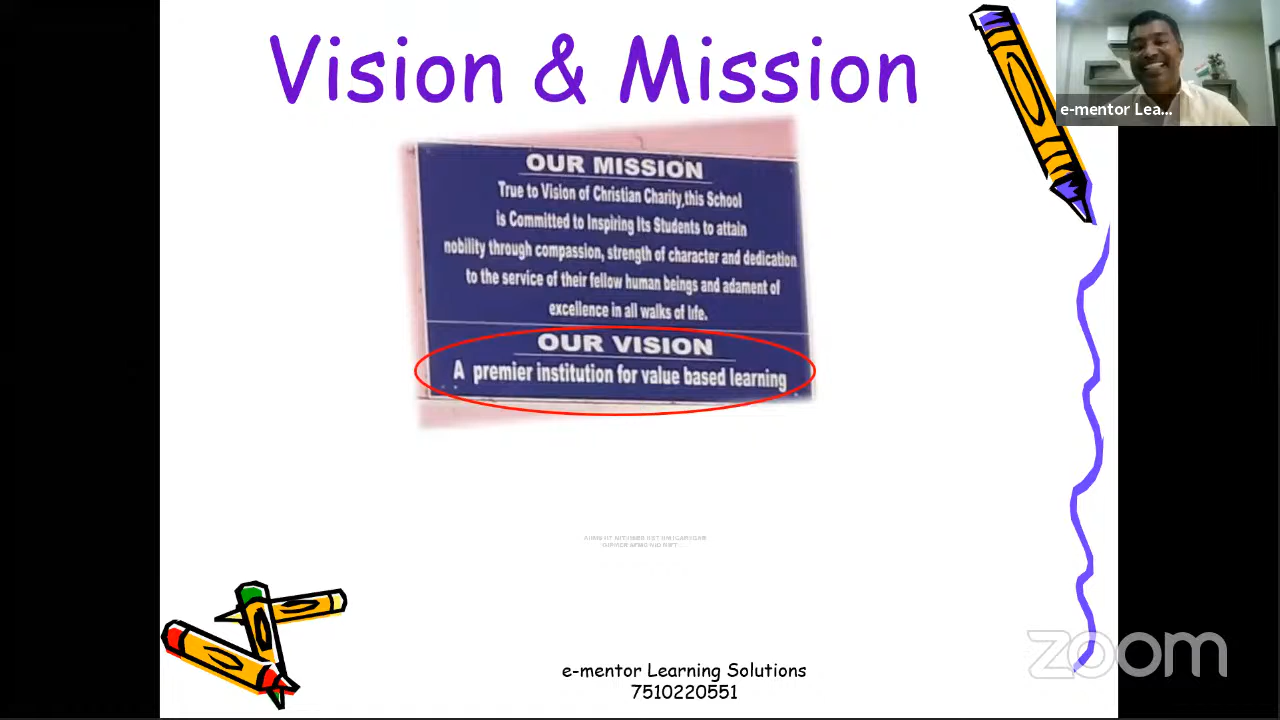 Vision & Mission
e-mentor Lea...
OUR MISSION
True to Vision of Christian Charity,this School
is Committed to Inspiring Its Students to attain
nobility through compassion, strength of character and dedication
to the service of their fellow human beings and adament of
excellence in all walks of life.
OUR VISION
A premier institution for value based learning
zoom
e-mentor Learning Solutions
7510220551